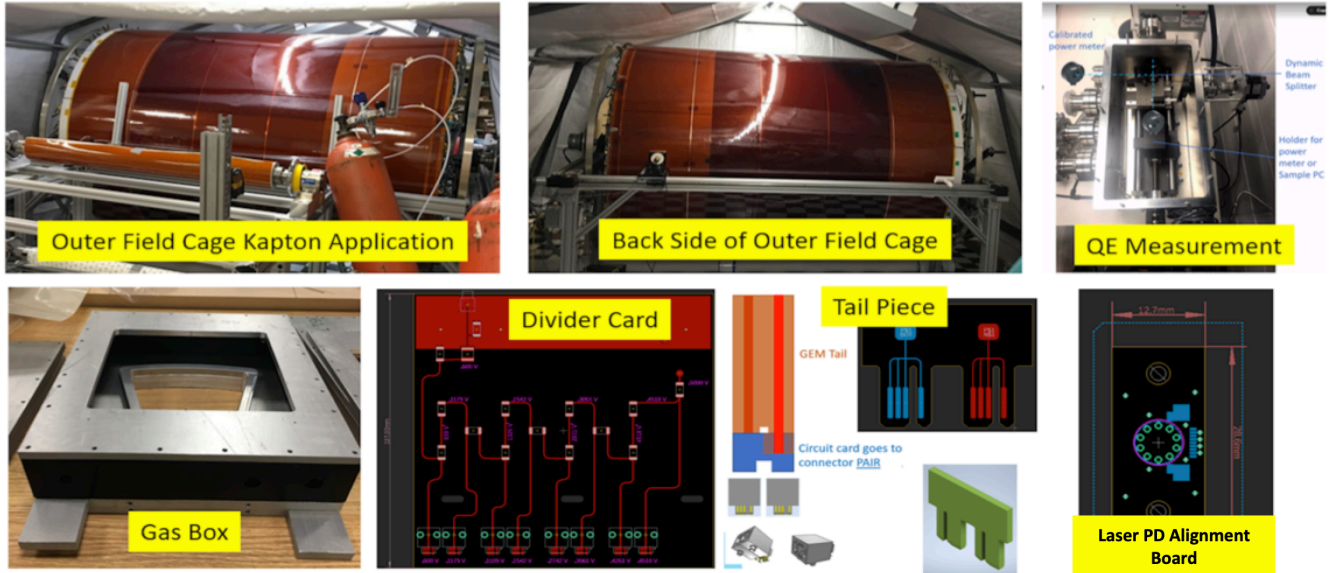 Outer Field Cage Kapton Application
Back Side of Outer Field Cage
Calibrated
power meter
Dynamic
Beam
Splitter
Holder for
power
meter or
Sample PC
QE Measurement
Gas Box
Divider Card
Tail Piece
GEM Tail
Circuit card goes to
connector PAIR
12.7mm
Laser PD Alignment
Board